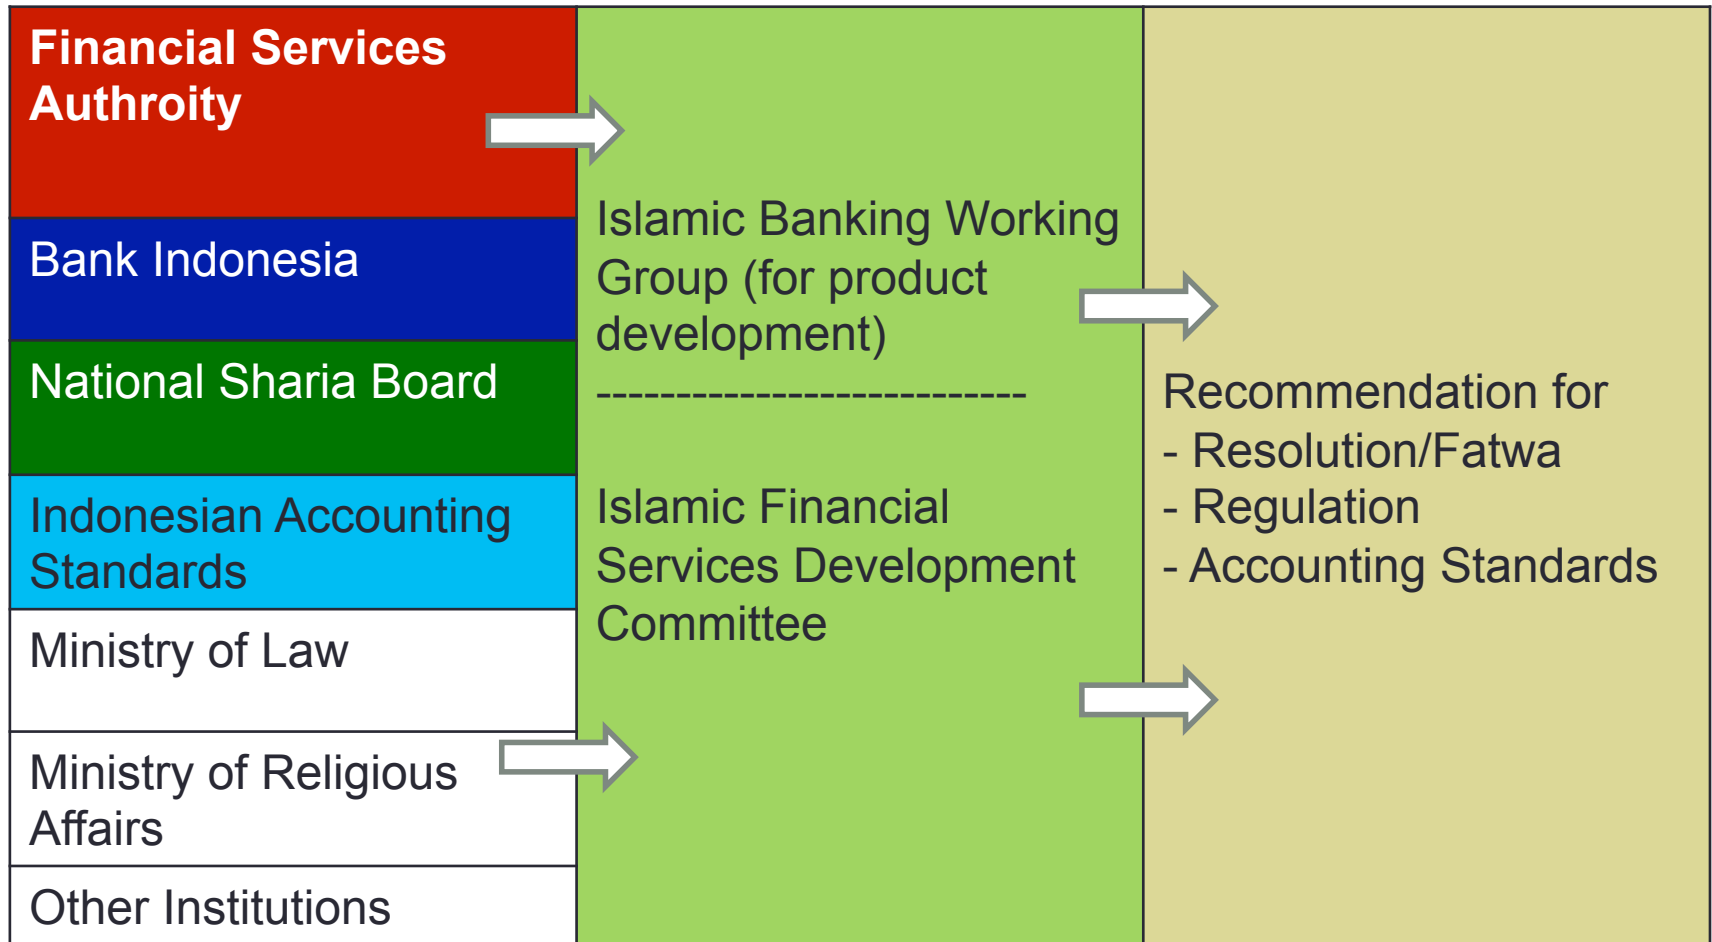 Financial Services
Authroity
Bank Indonesia
National Sharia Board
Indonesian Accounting
Standards
Ministry of Law
Ministry of Religious
Affairs
Other Institutions
Islamic Banking Working
Group (for product
development)
---------------------------
Islamic Financial
Services Development
Committee
Recommendation for
- Resolution/Fatwa
- Regulation
- Accounting Standards